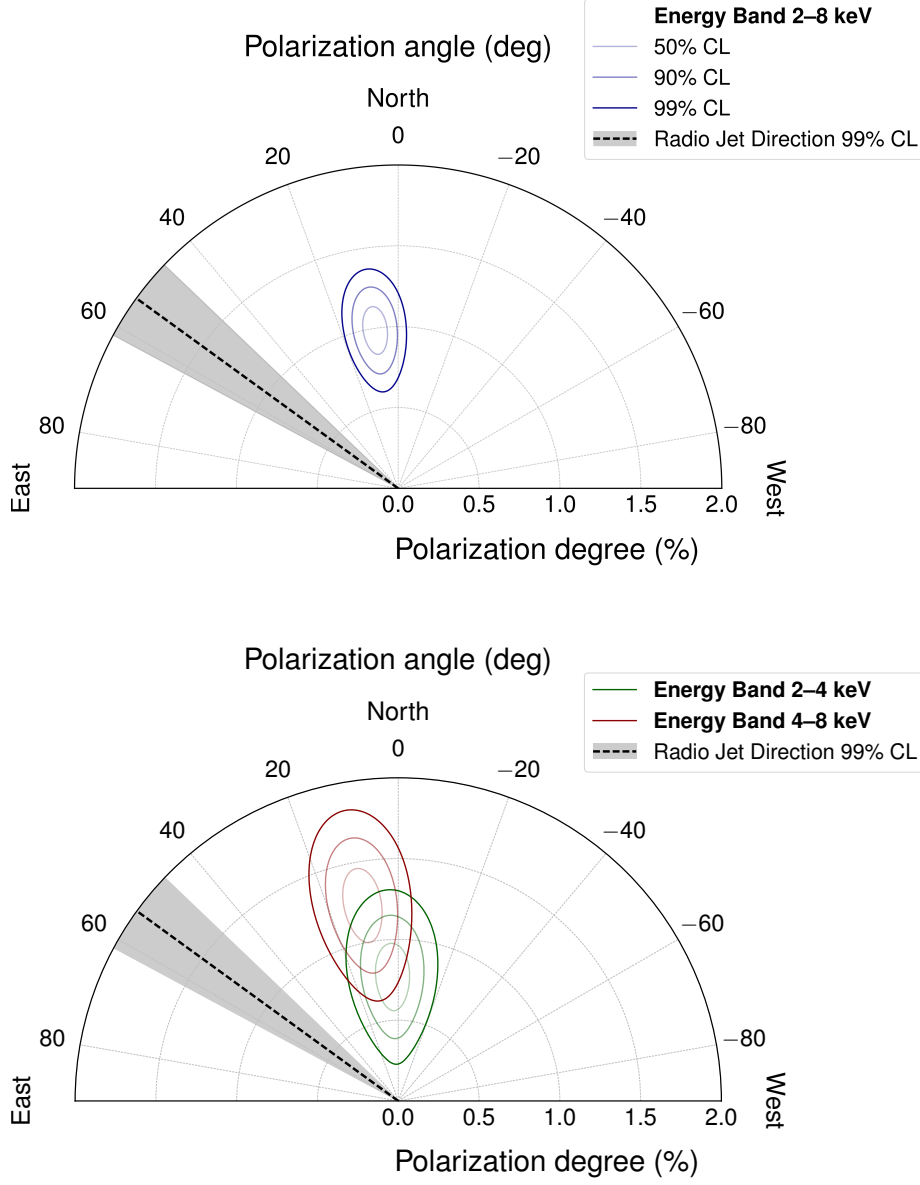 Energy Band 2–8 keV
50% CL
90% CL
99% CL
Radio Jet Direction 99% CL
Polarization angle (deg)
North
0
20
−20
40
−40
60
−60
80
−80
East
West
0.0 0.5 1.0 1.5 2.0
Polarization degree (%)
Energy Band 2–4 keV
Energy Band 4–8 keV
Radio Jet Direction 99% CL
Polarization angle (deg)
North
0
20
−20
40
−40
60
−60
80
−80
East
West
0.0 0.5 1.0 1.5 2.0
Polarization degree (%)